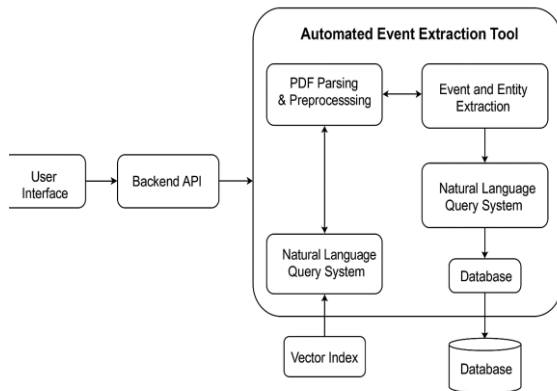 Automated Event Extraction Tool
PDF Parsing
& Preprocesssing
Event and Entity
Extraction
User
Interface
Backend API
Natural Language
Query System
Natural Language
Query System
Database
Vector Index
Database